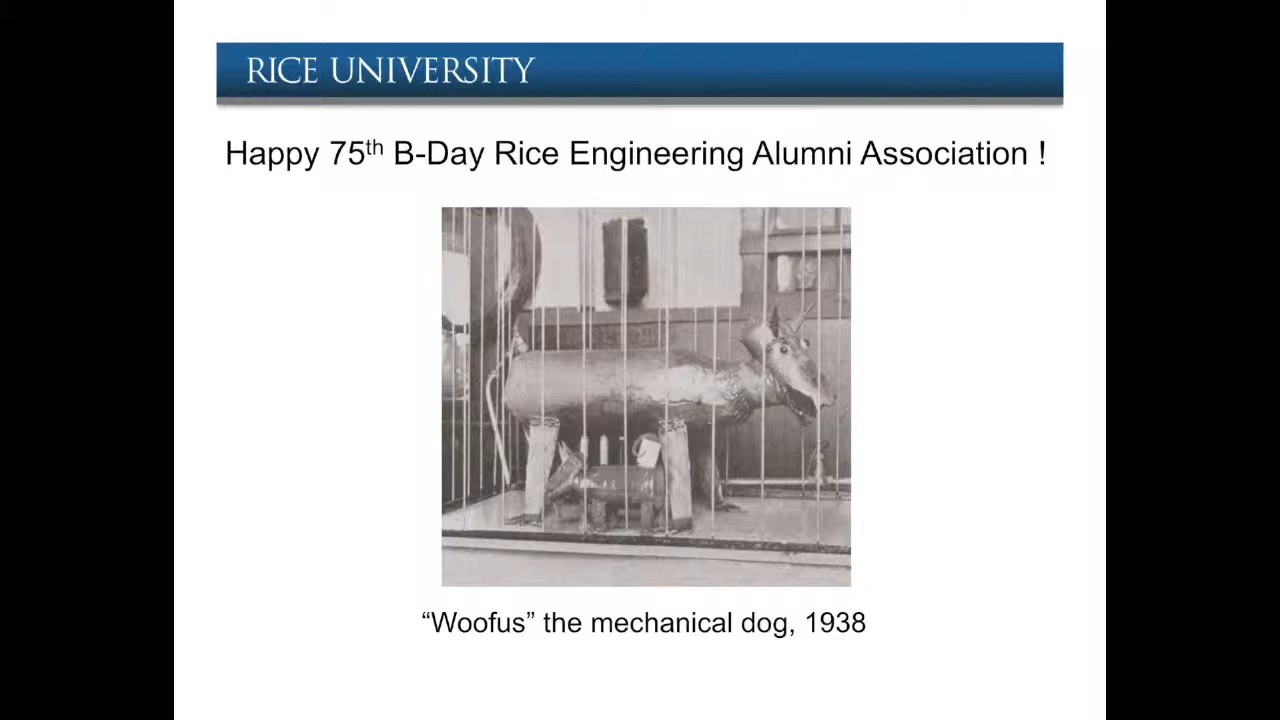 RICE UNIVERSITY
Happy 75th B-Day Rice Engineering Alumni Association !
“Woofus” the mechanical dog, 1938